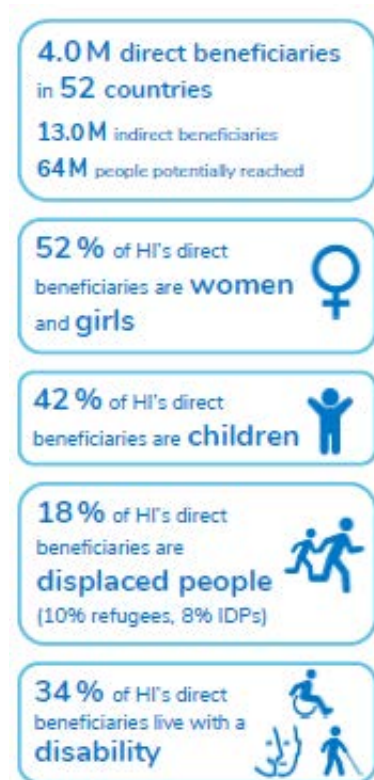 4.0 M direct beneficiaries
in 52 countries
13.0 M indirect beneficiaries
64 M people potentially reached
52 % of HI's direct
beneficiaries are women
and girls
42 % of HI's direct
beneficiaries are children
18 % of HI's direct
beneficiaries are
displaced people
(10% refugees, 8% IDPs)
34 % of HI's direct
beneficiaries live with a
disability